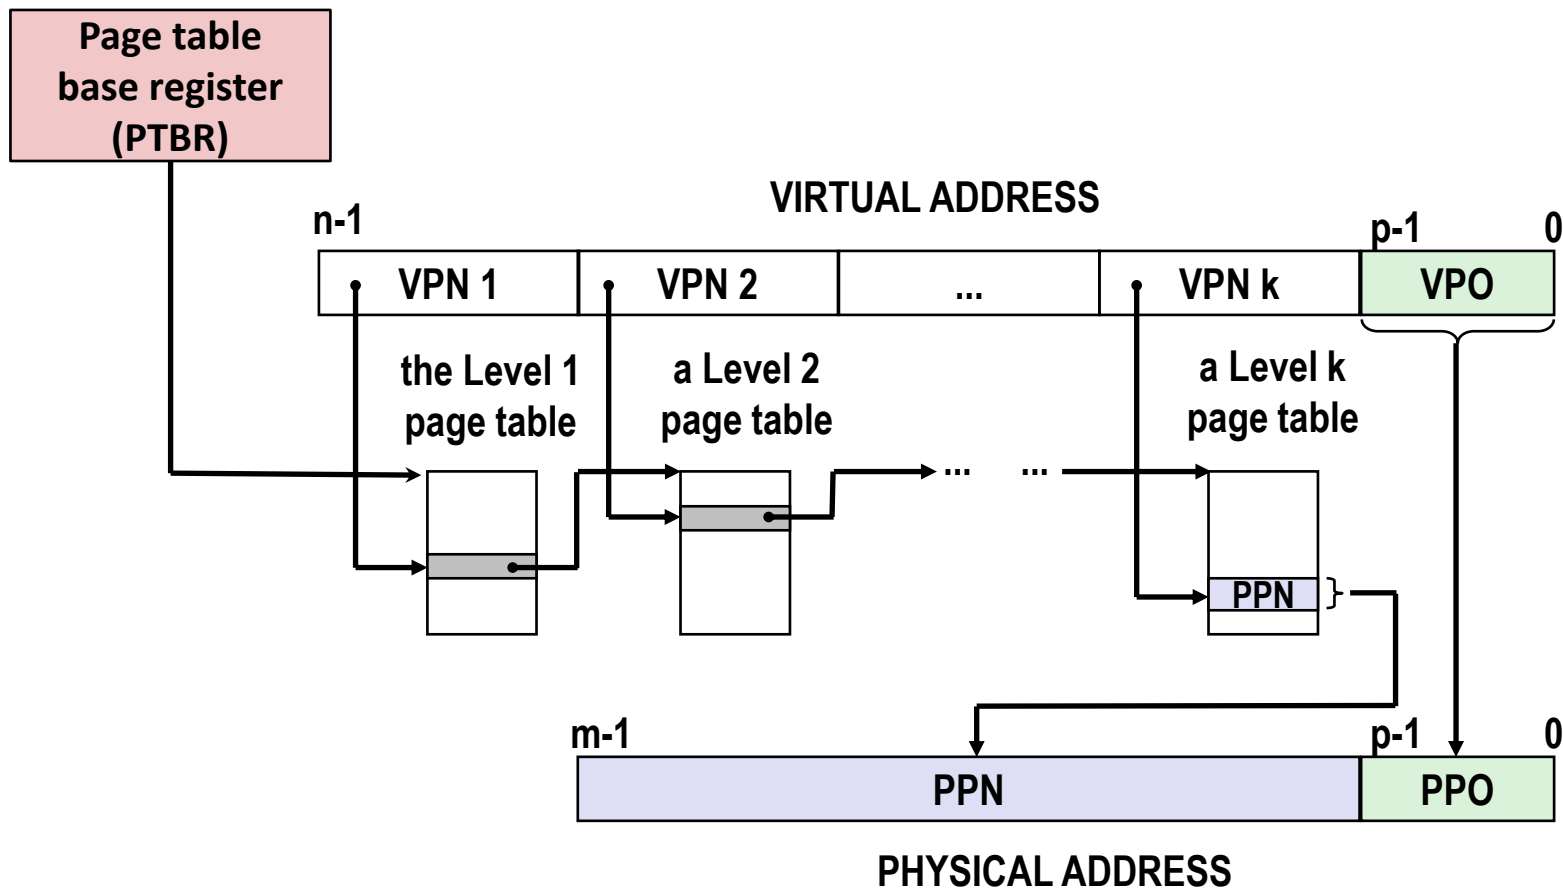 Page table
base register
(PTBR)
VIRTUAL ADDRESS
n-1
p-1
0
VPN 1
VPN 2
...
VPN k
VPO
the Level 1
page table
a Level 2
page table
a Level k
page table
...
...
PPN
m-1
p-1
0
PPN
PPO
PHYSICAL ADDRESS